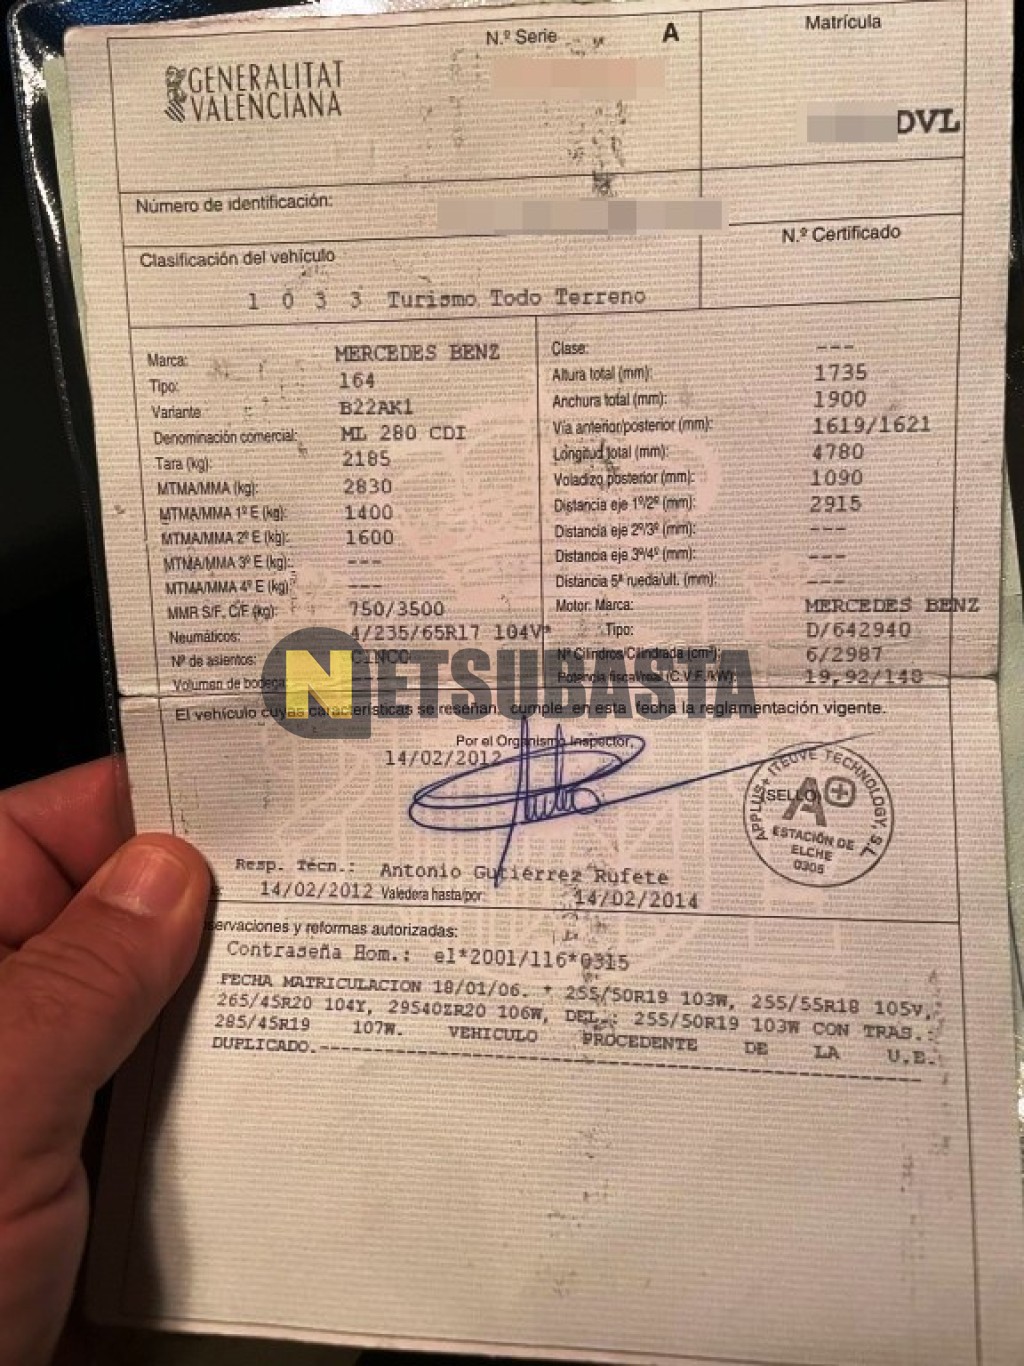 GENERALITAT
VALENCIANA
N.º Serie
A
Matrícula
DVL
Número de identificación:
N.º Certificado
Clasificación del vehículo
1 0 3 3 Turismo Todo Terreno
Marca: MERCEDES BENZ
Tipo: 164
Variante B22AK1
Denominación comercial: ML 280 CDI
Tara (kg): 2185
MTMA/MMA (kg): 2830
MTMA/MMA 1º E (kg): 1400
MTMA/MMA 2º E (kg): 1600
MTMA/MMA 3º E (kg): ---
MTMA/MMA 4º E (kg) ---
MMR S/F. C/F (kg): 750/3500
Neumáticos: 4/235/65R17 104V*
Nº de asientos: CINCO
Volumen de bodega
Clase: ---
Altura total (mm): 1735
Anchura total (mm): 1900
Vía anterior/posterior (mm): 1619/1621
Longitud total (mm): 4780
Voladizo posterior (mm): 1090
Distancia eje 1º/2º (mm) 2915
Distancia eje 2º/3º (mm) ---
Distancia eje 3º/4º (mm): ---
Distancia 5ª rueda/ult. (mm): ---
Motor: Marca: MERCEDES BENZ
Tipo: D/642940
Nº Cilindros/Cilindrada (cm³): 6/2987
Potencia fiscal/real (C.V.F./kW): 19,92/140
NETSUBASTA
El vehículo cuyas características se reseñan, cumple en esta fecha la reglamentación vigente.
Por el Organismo Inspector,
14/02/2012
(SELLO)
APPLUS+ ITEUVE TECHNOLOGY, S.L.
A+
ESTACIÓN DE
ELCHE
0305
Resp. Técn.: Antonio Gutiérrez Rufete
14/02/2012 Valedera hasta/por 14/02/2014
servaciones y reformas autorizadas:
Contraseña Hom.: e1*2001/116*0315
FECHA MATRICULACION 18/01/06. * 255/50R19 103W, 255/55R18 105V,
265/45R20 104Y, 29540ZR20 106W, DEL.: 255/50R19 103W CON TRAS.:
285/45R19 107W. VEHICULO PROCEDENTE DE LA U.E.
DUPLICADO.